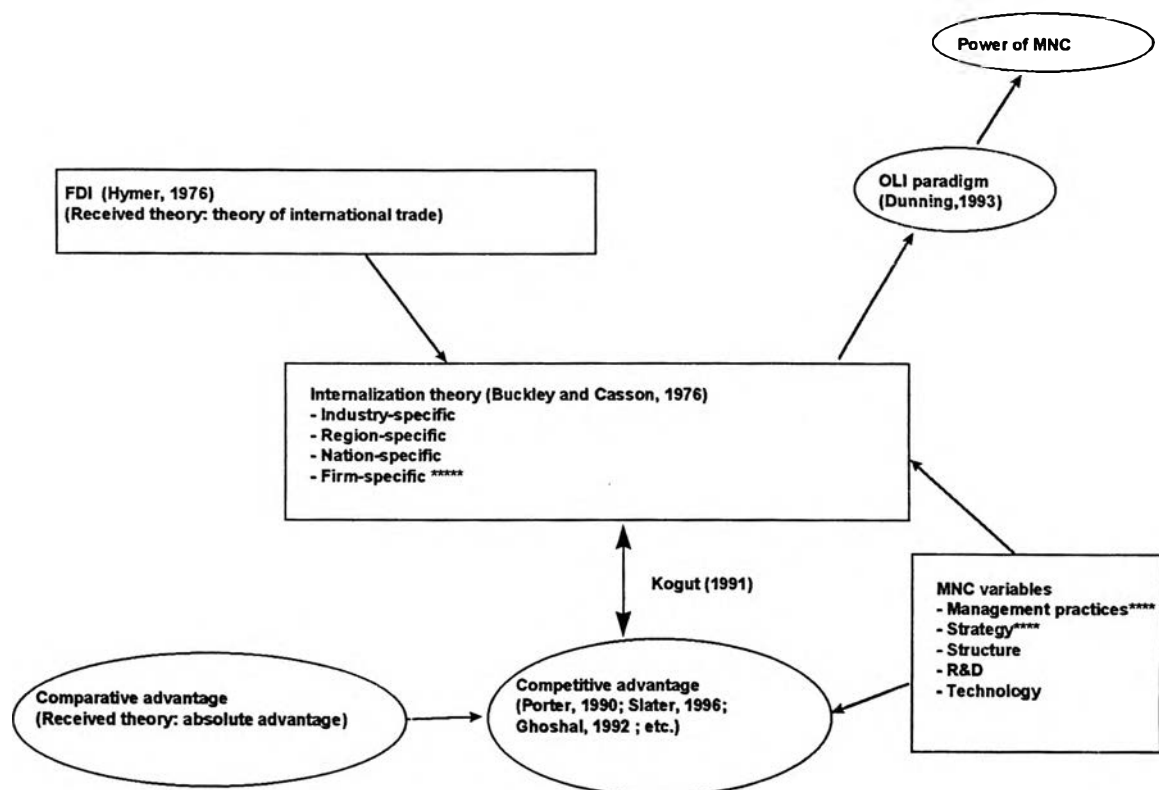 Power of MNC
OLI paradigm
(Dunning,1993)
FDI (Hymer, 1976)
(Received theory: theory of international trade)
Internalization theory (Buckley and Casson, 1976)
- Industry-specific
- Region-specific
- Nation-specific
- Firm-specific *****
Kogut (1991)
MNC variables
- Management practices****
- Strategy****
- Structure
- R&D
- Technology
Comparative advantage
(Received theory: absolute advantage)
Competitive advantage
(Porter, 1990; Slater, 1996;
Ghoshal, 1992 ; etc.)